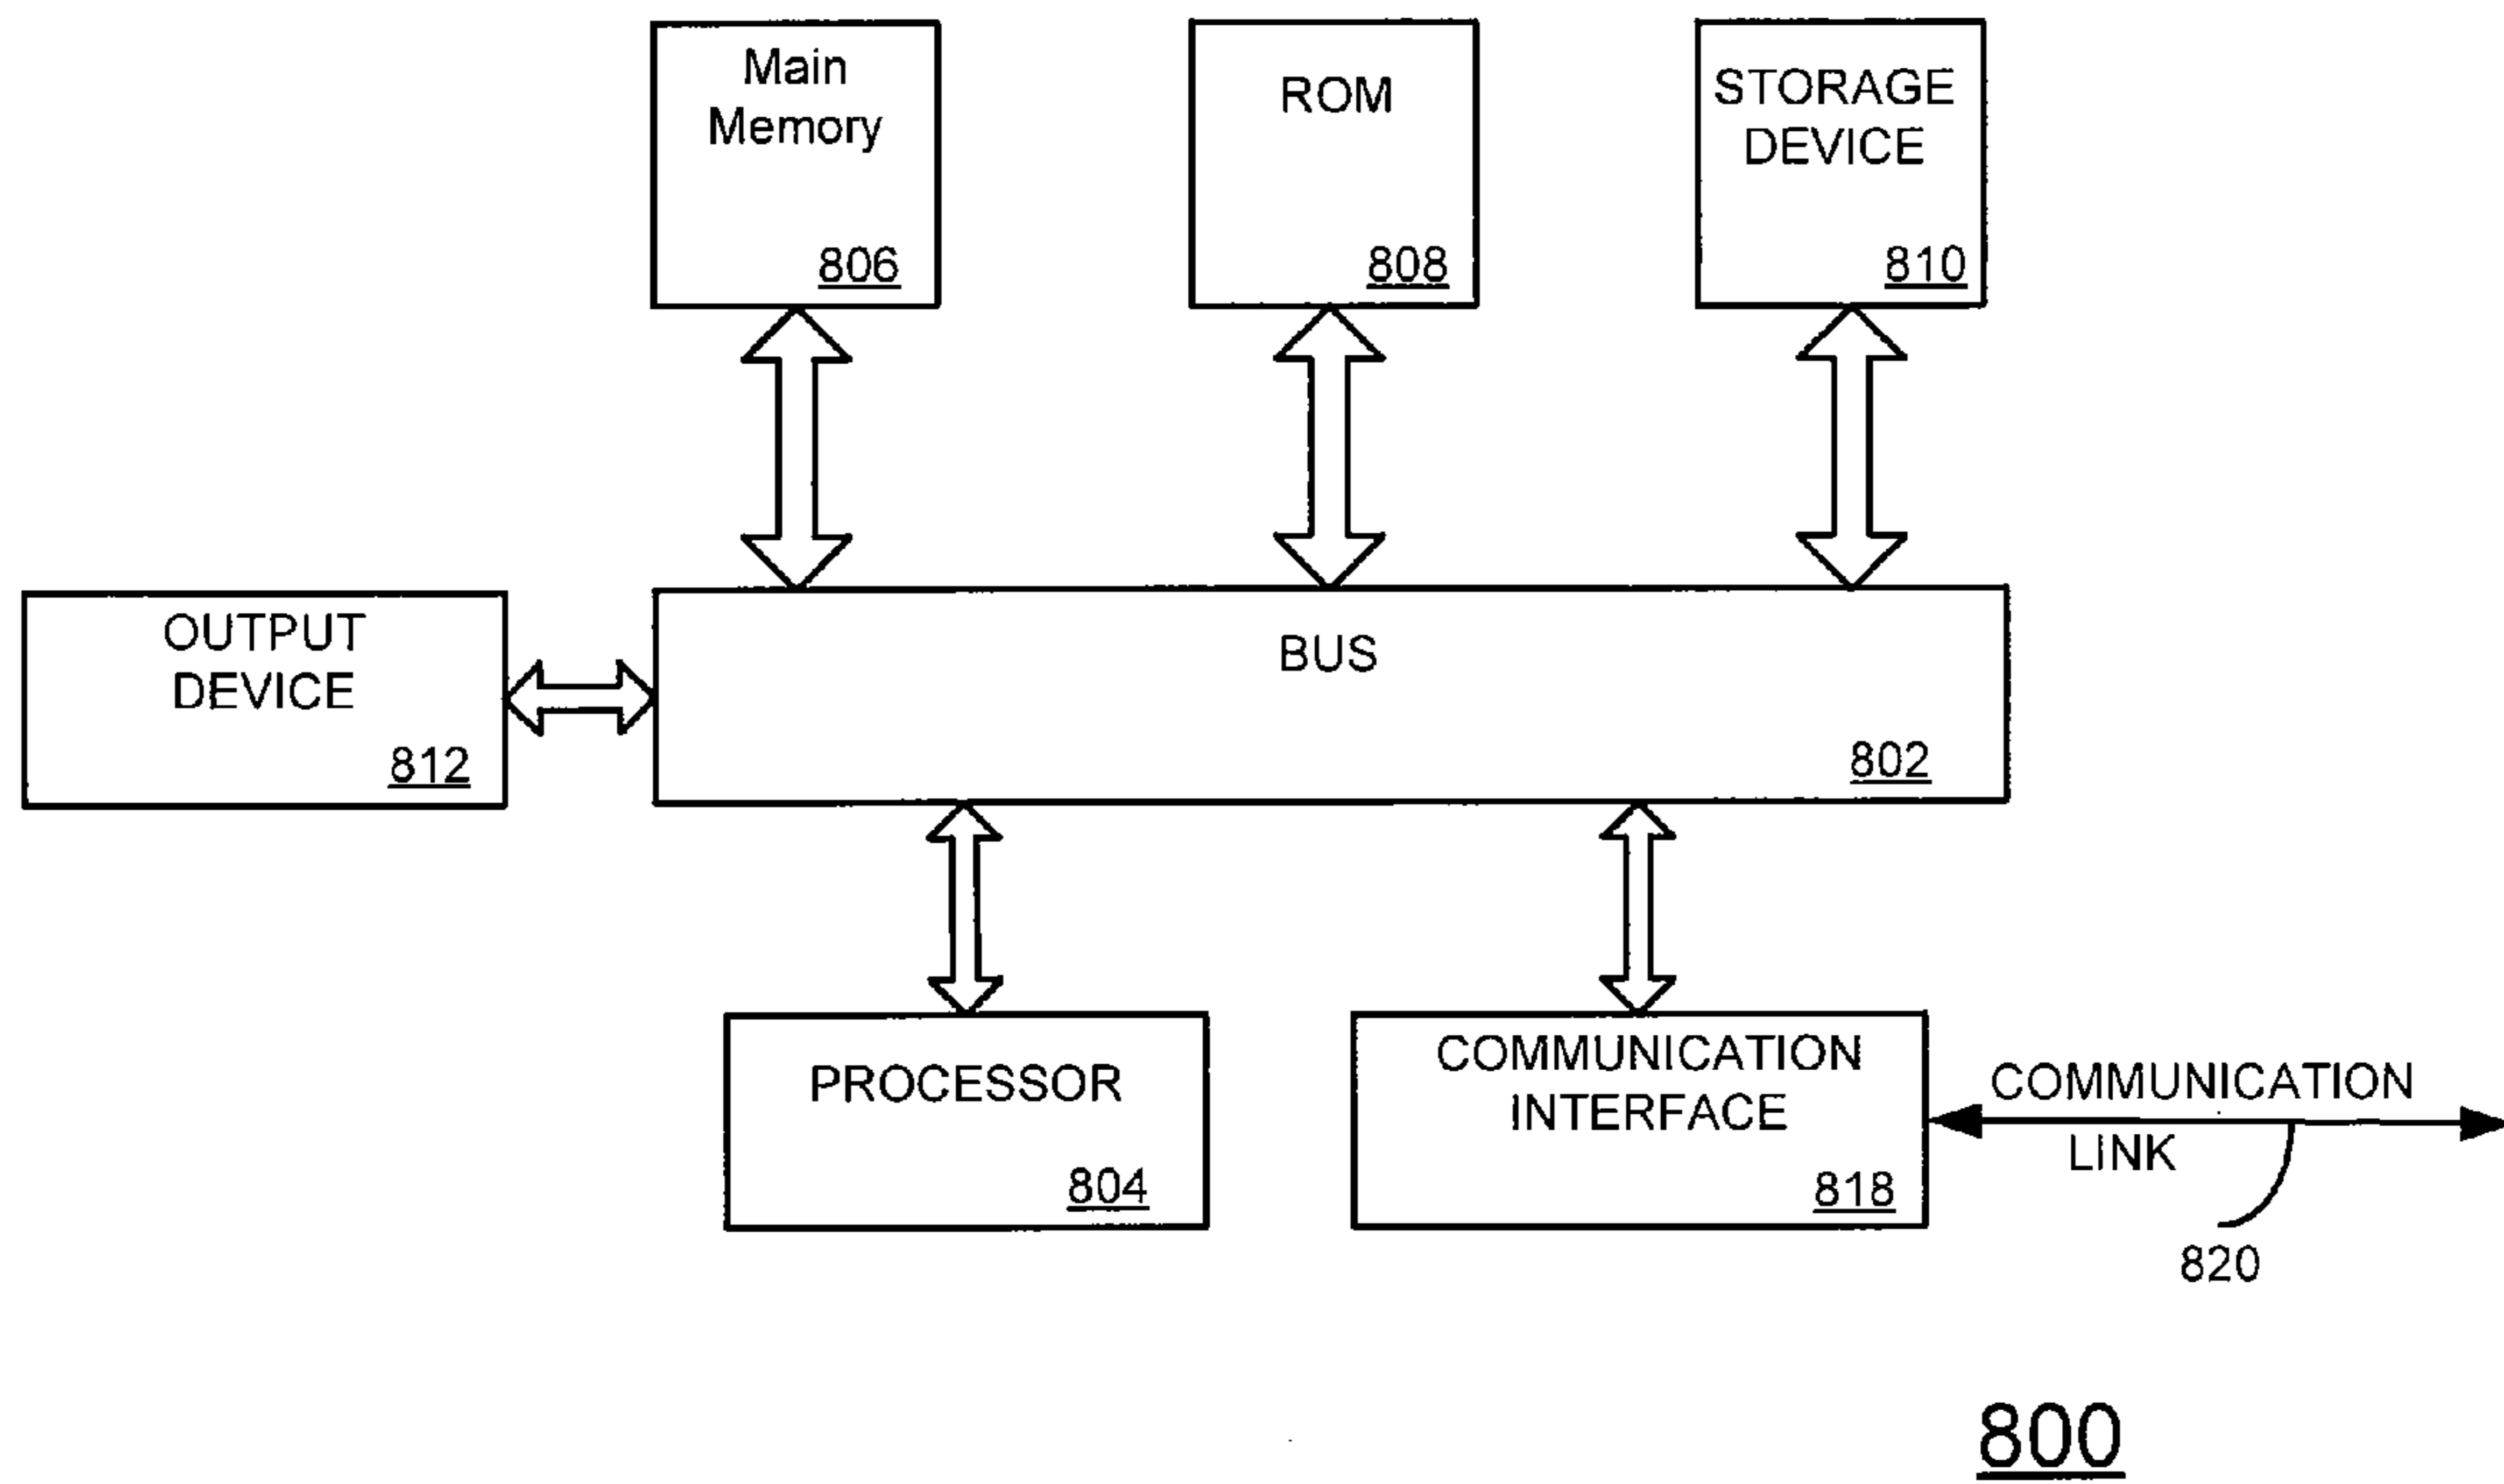 Main
Memory
806
ROM
808
STORAGE
DEVICE
810
OUTPUT
DEVICE
812
BUS
802
PROCESSOR
804
COMMUNICATION
INTERFACE
818
COMMUNICATION
LINK
820
800